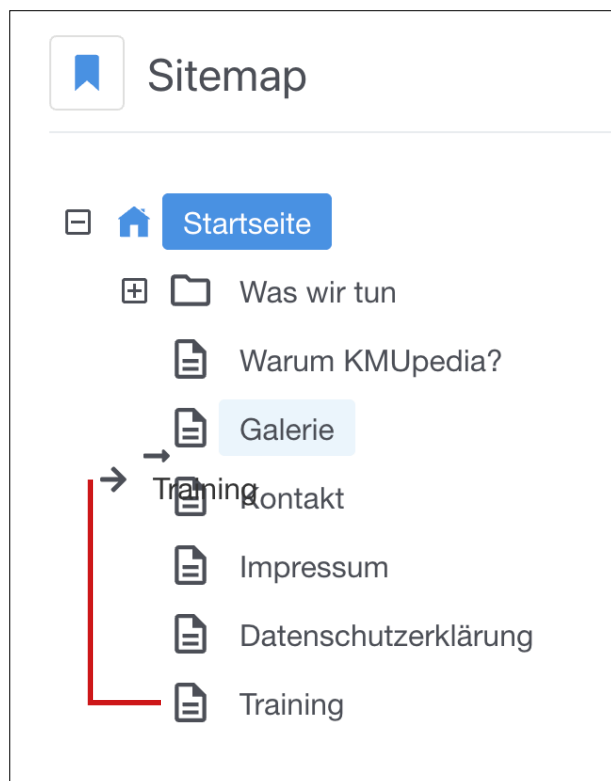 Sitemap
Startseite
Was wir tun
Warum KMUpedia?
Galerie
Training
Kontakt
Impressum
Datenschutzerklärung
Training